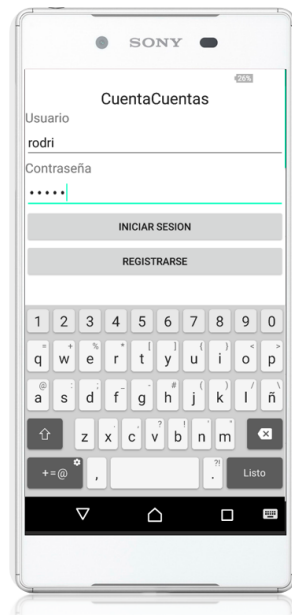 SONY
26%
CuentaCuentas
Usuario
rodri
Contraseña
•••••
INICIAR SESION
REGISTRARSE
1 2 3 4 5 6 7 8 9 0
q w e r t y u i o p
a s d f g h j k l ñ
z x c v b n m
+=@ , . Listo